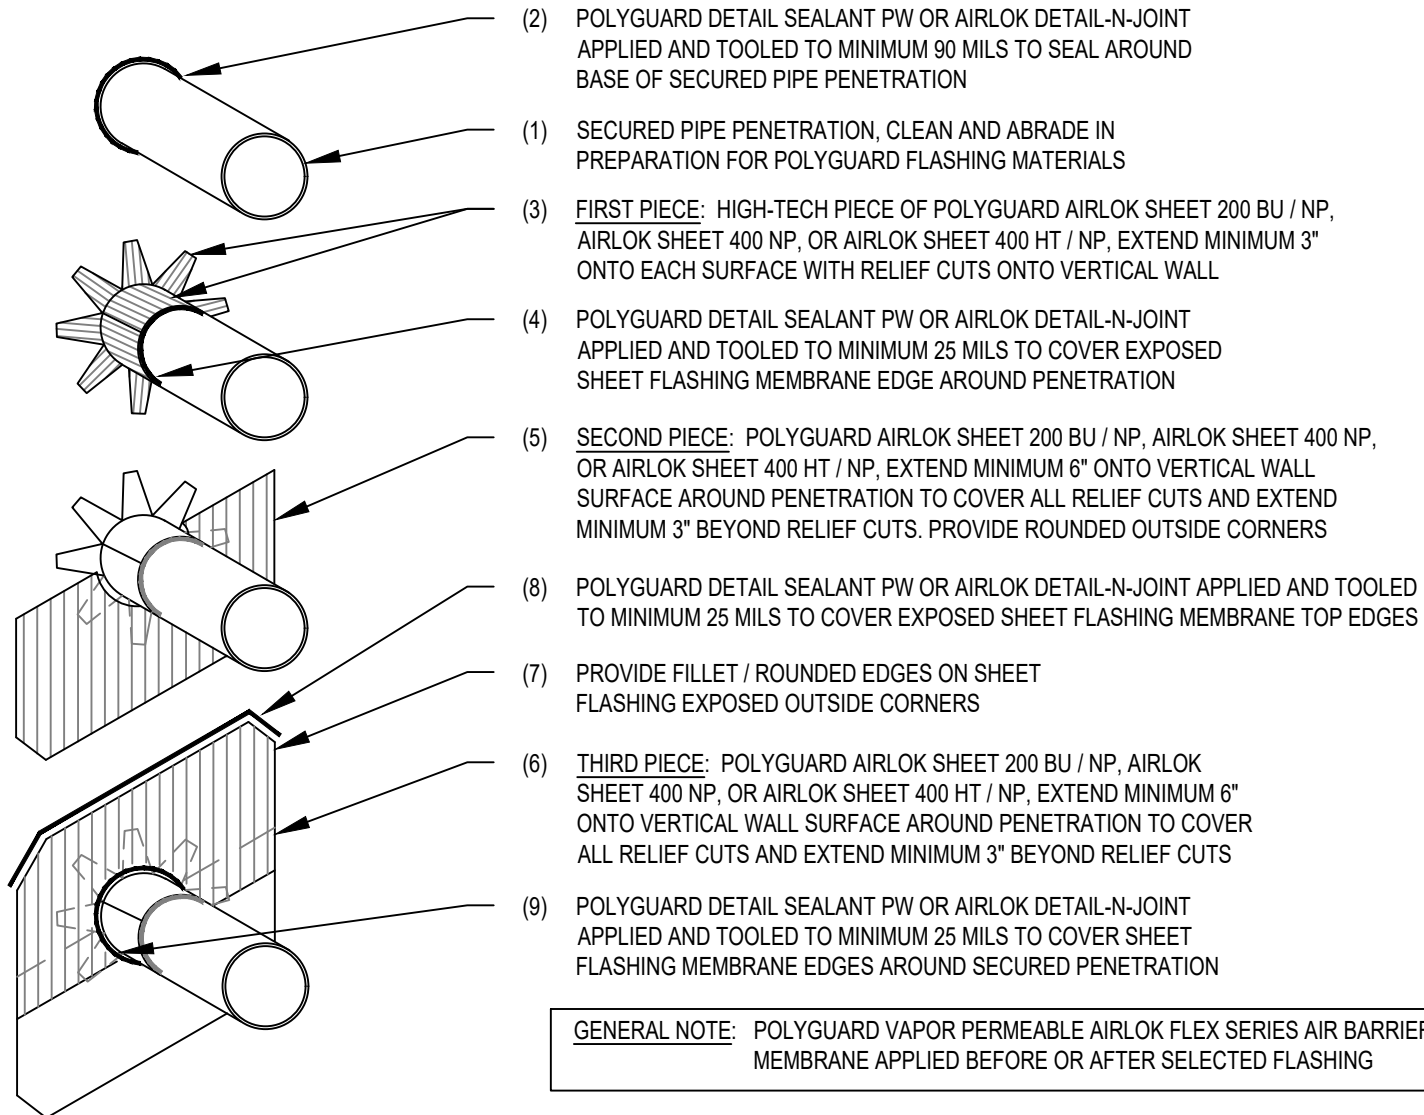 (2) POLYGUARD DETAIL SEALANT PW OR AIRLOK DETAIL-N-JOINT
APPLIED AND TOOLED TO MINIMUM 90 MILS TO SEAL AROUND
BASE OF SECURED PIPE PENETRATION
(1) SECURED PIPE PENETRATION, CLEAN AND ABRADE IN
PREPARATION FOR POLYGUARD FLASHING MATERIALS
(3) FIRST PIECE: HIGH-TECH PIECE OF POLYGUARD AIRLOK SHEET 200 BU / NP,
AIRLOK SHEET 400 NP, OR AIRLOK SHEET 400 HT / NP, EXTEND MINIMUM 3"
ONTO EACH SURFACE WITH RELIEF CUTS ONTO VERTICAL WALL
(4) POLYGUARD DETAIL SEALANT PW OR AIRLOK DETAIL-N-JOINT
APPLIED AND TOOLED TO MINIMUM 25 MILS TO COVER EXPOSED
SHEET FLASHING MEMBRANE EDGE AROUND PENETRATION
(5) SECOND PIECE: POLYGUARD AIRLOK SHEET 200 BU / NP, AIRLOK SHEET 400 NP,
OR AIRLOK SHEET 400 HT / NP, EXTEND MINIMUM 6" ONTO VERTICAL WALL
SURFACE AROUND PENETRATION TO COVER ALL RELIEF CUTS AND EXTEND
MINIMUM 3" BEYOND RELIEF CUTS. PROVIDE ROUNDED OUTSIDE CORNERS
(8) POLYGUARD DETAIL SEALANT PW OR AIRLOK DETAIL-N-JOINT APPLIED AND TOOLED
TO MINIMUM 25 MILS TO COVER EXPOSED SHEET FLASHING MEMBRANE TOP EDGES
(7) PROVIDE FILLET / ROUNDED EDGES ON SHEET
FLASHING EXPOSED OUTSIDE CORNERS
(6) THIRD PIECE: POLYGUARD AIRLOK SHEET 200 BU / NP, AIRLOK
SHEET 400 NP, OR AIRLOK SHEET 400 HT / NP, EXTEND MINIMUM 6"
ONTO VERTICAL WALL SURFACE AROUND PENETRATION TO COVER
ALL RELIEF CUTS AND EXTEND MINIMUM 3" BEYOND RELIEF CUTS
(9) POLYGUARD DETAIL SEALANT PW OR AIRLOK DETAIL-N-JOINT
APPLIED AND TOOLED TO MINIMUM 25 MILS TO COVER SHEET
FLASHING MEMBRANE EDGES AROUND SECURED PENETRATION
GENERAL NOTE: POLYGUARD VAPOR PERMEABLE AIRLOK FLEX SERIES AIR BARRIER
MEMBRANE APPLIED BEFORE OR AFTER SELECTED FLASHING